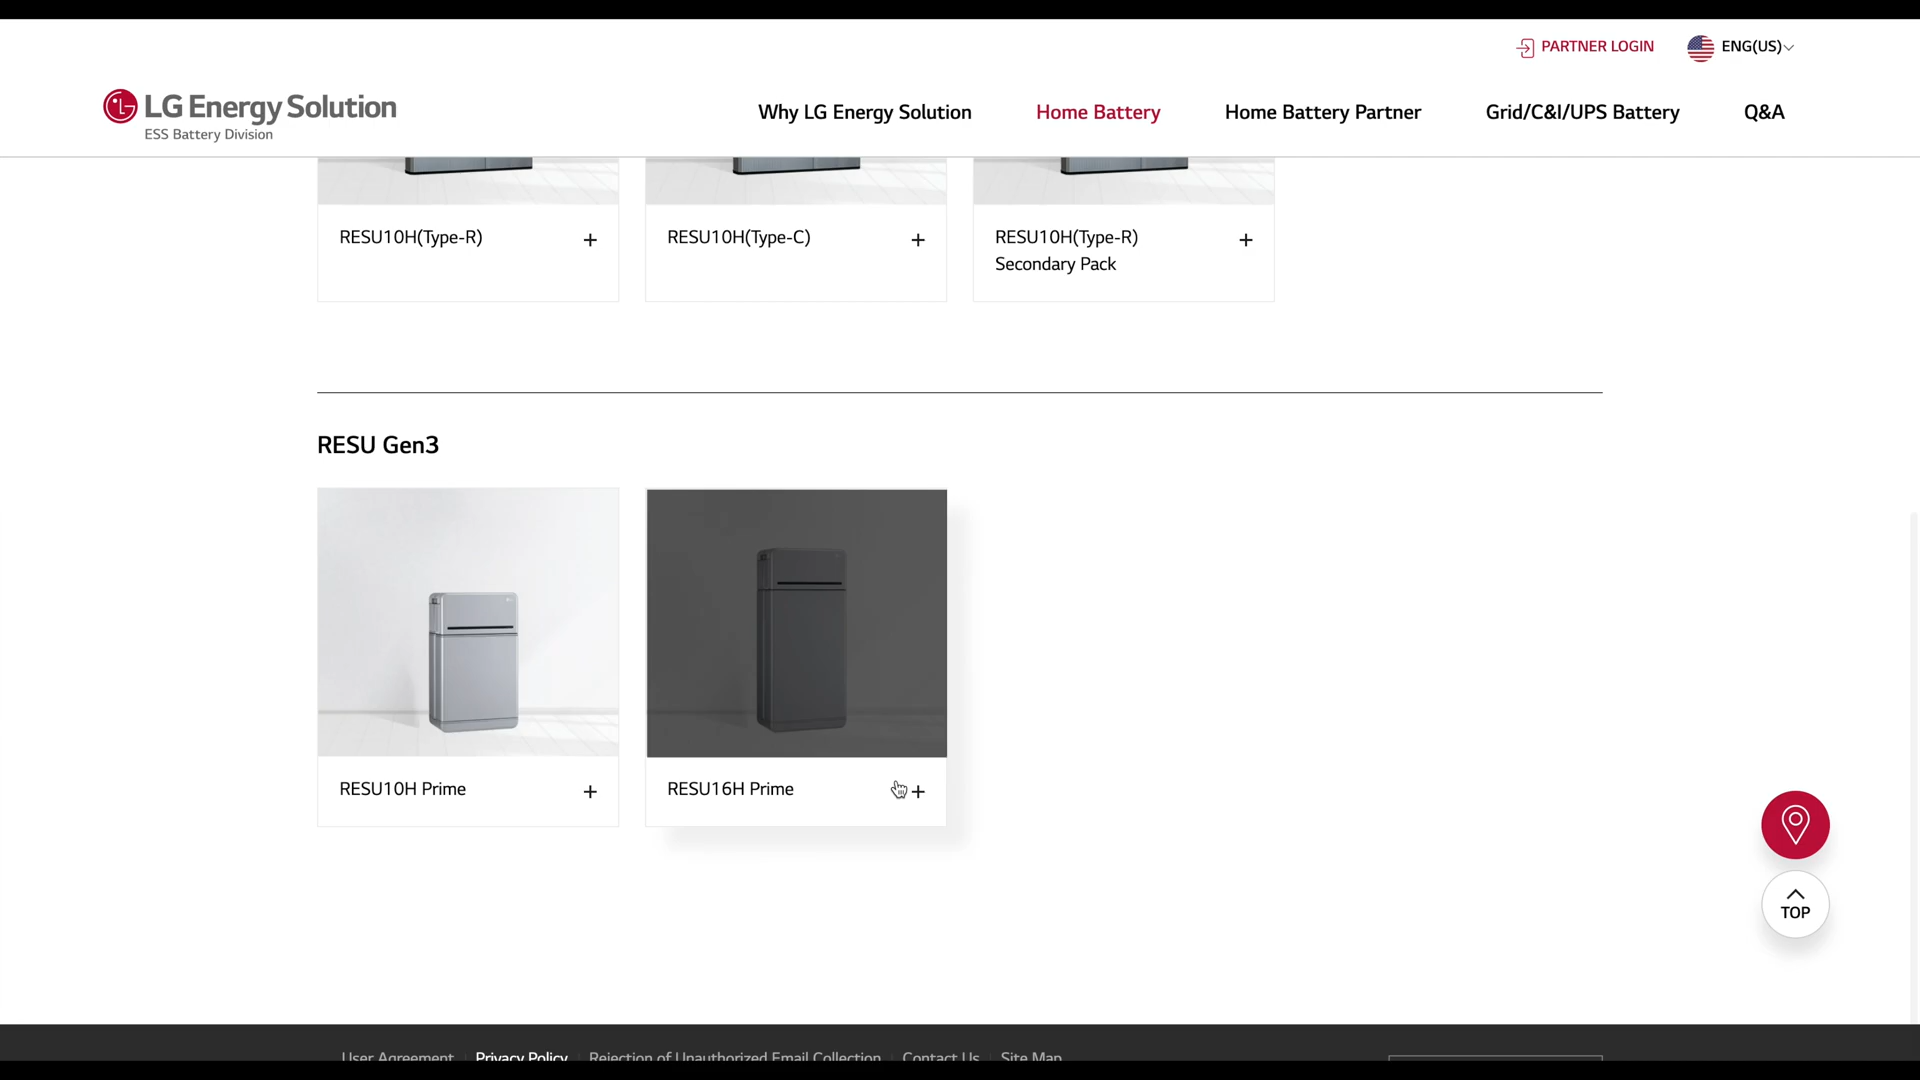 PARTNER LOGIN
ENG(US)
LG Energy Solution
ESS Battery Division
Why LG Energy Solution
Home Battery
Home Battery Partner
Grid/C&I/UPS Battery
Q&A
RESU10H(Type-R)
+
RESU10H(Type-C)
+
RESU10H(Type-R)
Secondary Pack
+
RESU Gen3
RESU10H Prime
+
RESU16H Prime
+
TOP
User Agreement
Privacy Policy
Rejection of Unauthorized Email Collection
Contact Us
Site Map